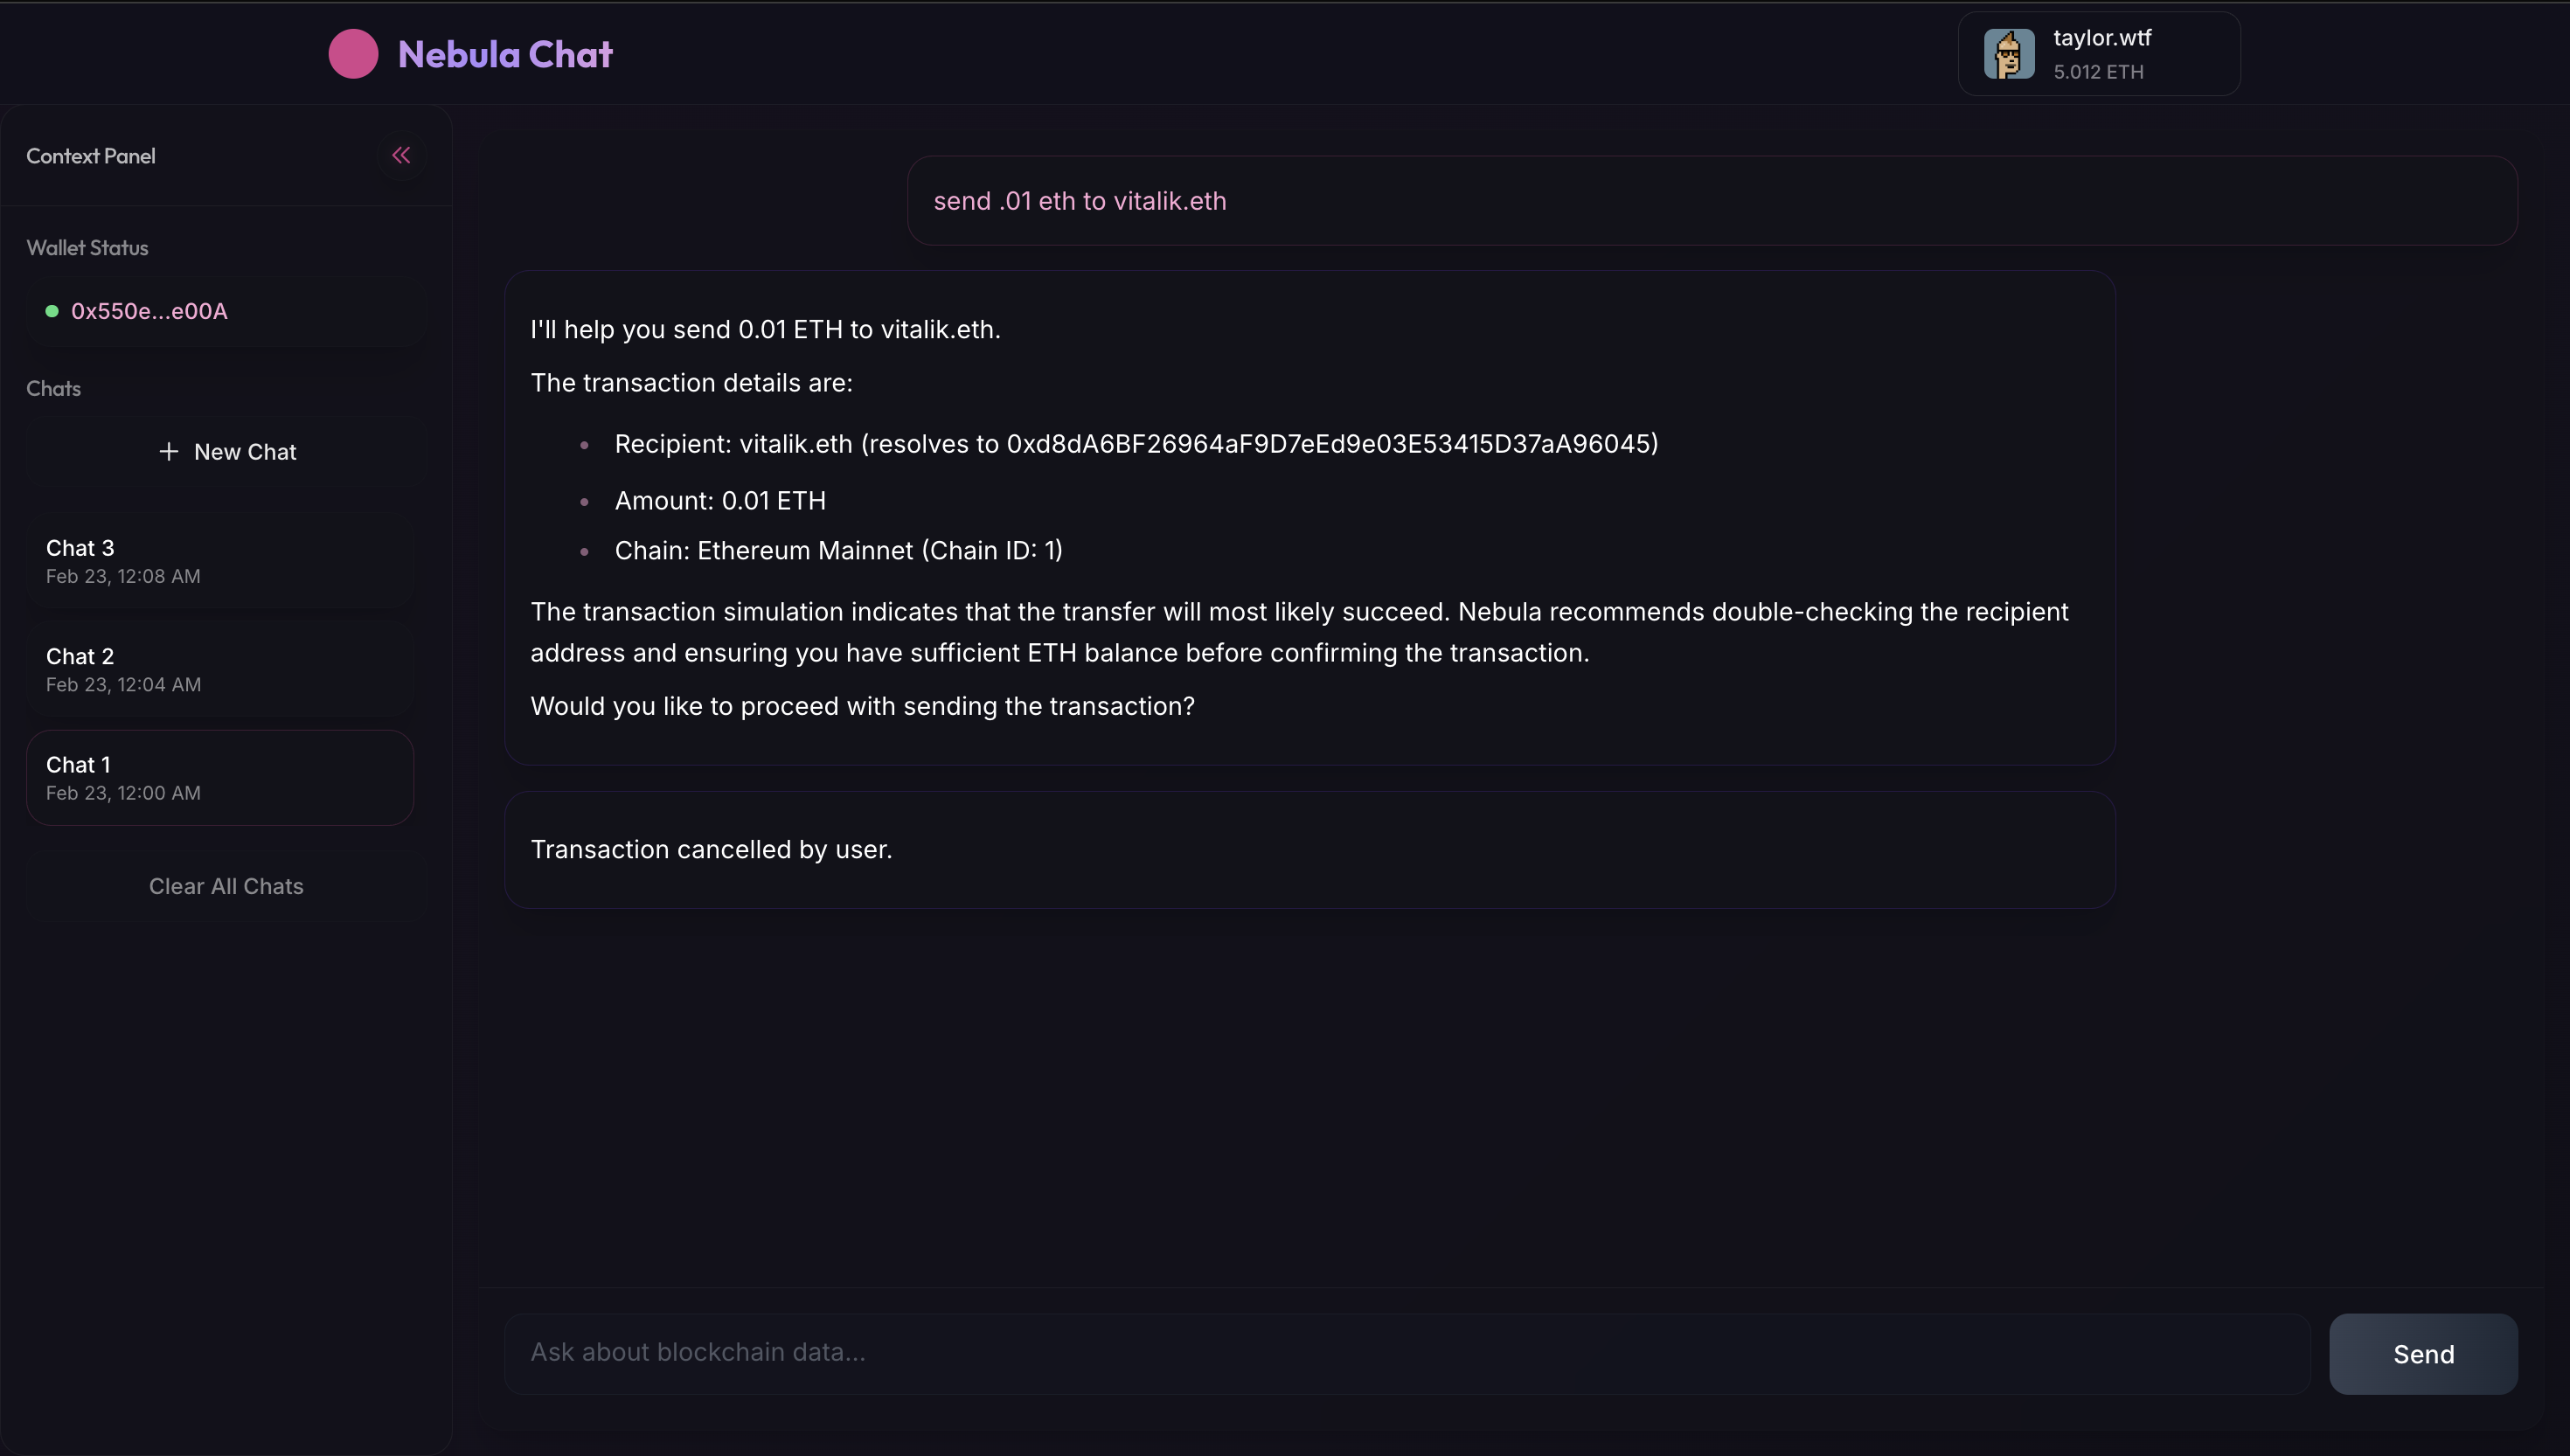 Nebula Chat
taylor.wtf
5.012 ETH
Context Panel
Wallet Status
0x550e...e00A
Chats
+ New Chat
Chat 3
Feb 23, 12:08 AM
Chat 2
Feb 23, 12:04 AM
Chat 1
Feb 23, 12:00 AM
Clear All Chats
send .01 eth to vitalik.eth
I'll help you send 0.01 ETH to vitalik.eth.
The transaction details are:
• Recipient: vitalik.eth (resolves to 0xd8dA6BF26964aF9D7eEd9e03E53415D37aA96045)
• Amount: 0.01 ETH
• Chain: Ethereum Mainnet (Chain ID: 1)
The transaction simulation indicates that the transfer will most likely succeed. Nebula recommends double-checking the recipient
address and ensuring you have sufficient ETH balance before confirming the transaction.
Would you like to proceed with sending the transaction?
Transaction cancelled by user.
Ask about blockchain data...
Send